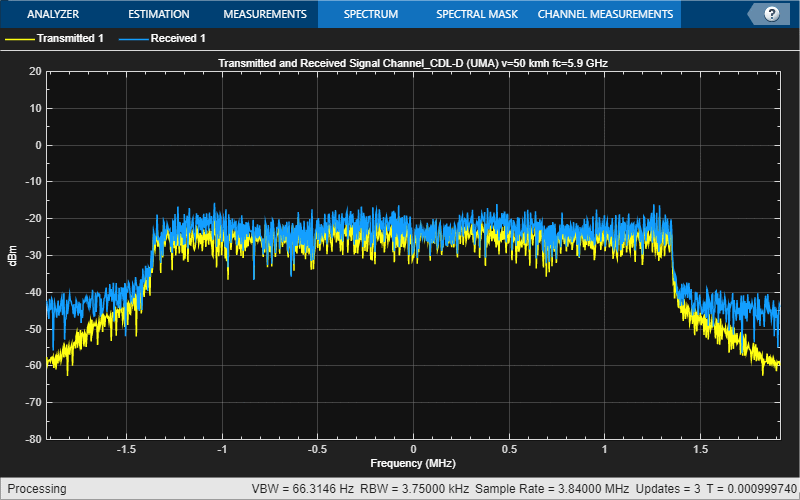 ANALYZER ESTIMATION MEASUREMENTS SPECTRUM SPECTRAL MASK CHANNEL MEASUREMENTS ?
Transmitted 1 Received 1
Transmitted and Received Signal Channel_CDL-D (UMA) v=50 kmh fc=5.9 GHz
20
10
0
-10
-20
-30
-40
-50
-60
-70
-80
dBm
-1.5 -1 -0.5 0 0.5 1 1.5
Frequency (MHz)
Processing VBW = 66.3146 Hz RBW = 3.75000 kHz Sample Rate = 3.84000 MHz Updates = 3 T = 0.000999740